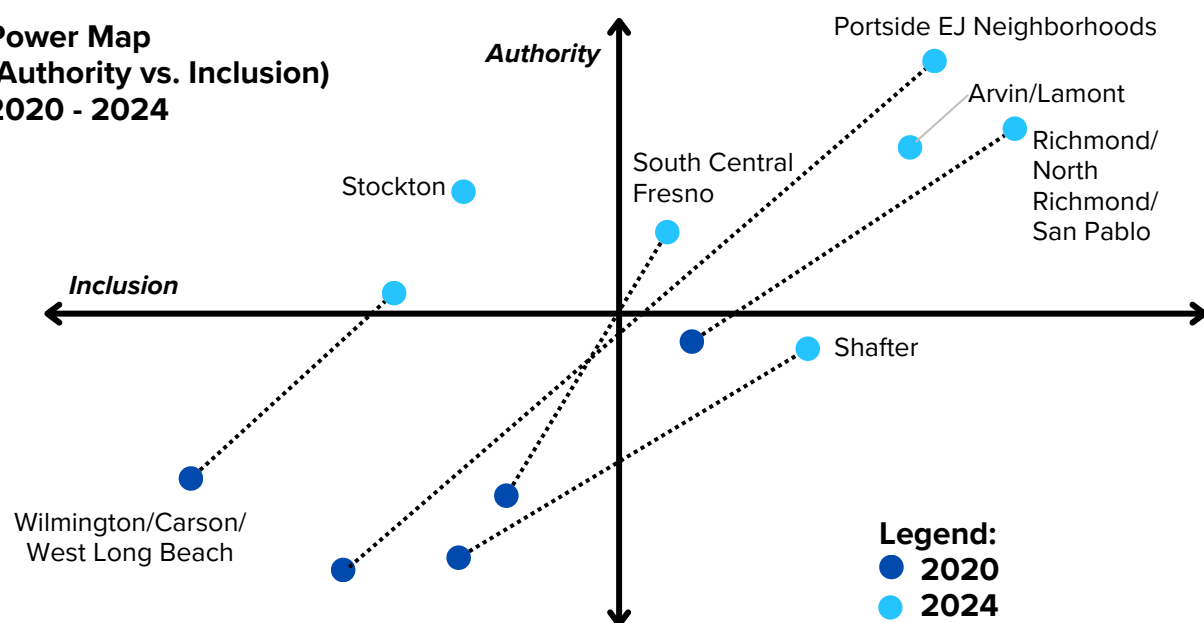 Power Map
(Authority vs. Inclusion)
2020 - 2024
Authority
Portside EJ Neighborhoods
Arvin/Lamont
Richmond/
North
Richmond/
San Pablo
South Central
Fresno
Stockton
Inclusion
Shafter
Wilmington/Carson/
West Long Beach
Legend:
2020
2024